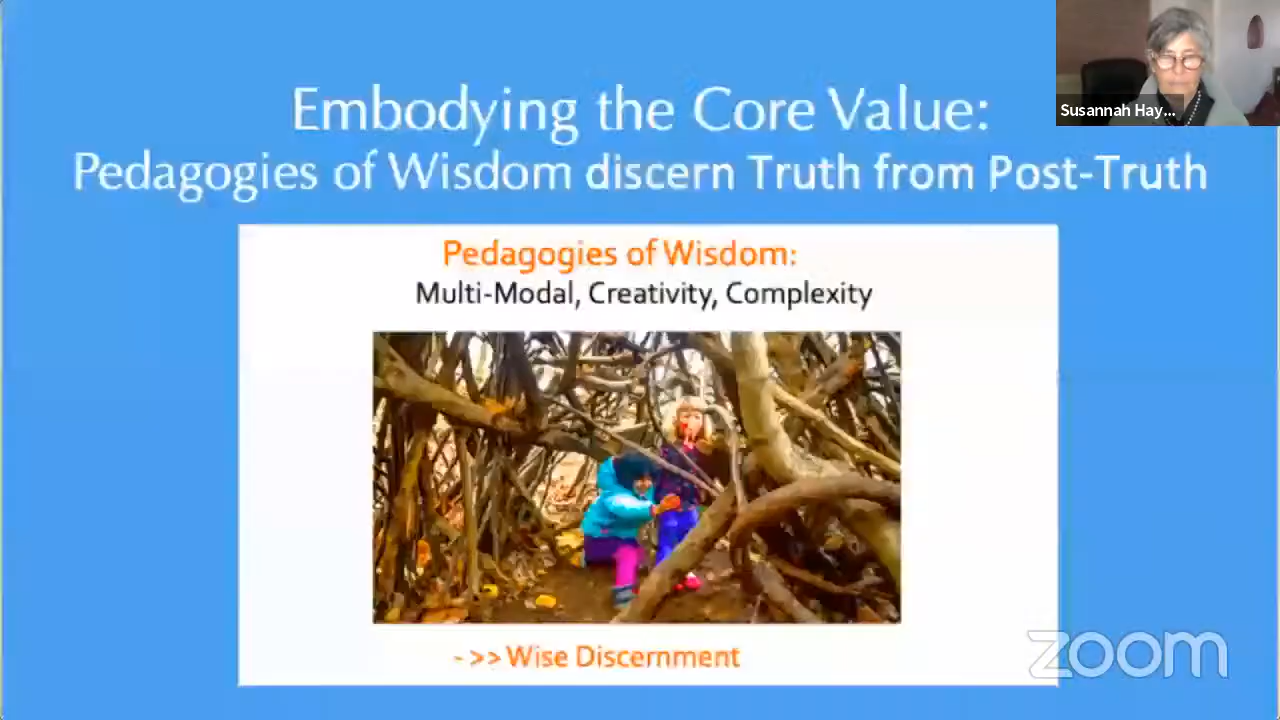 Embodying the Core Value:
Pedagogies of Wisdom discern Truth from Post-Truth
Susannah Hay...
Pedagogies of Wisdom:
Multi-Modal, Creativity, Complexity
- >> Wise Discernment
zoom